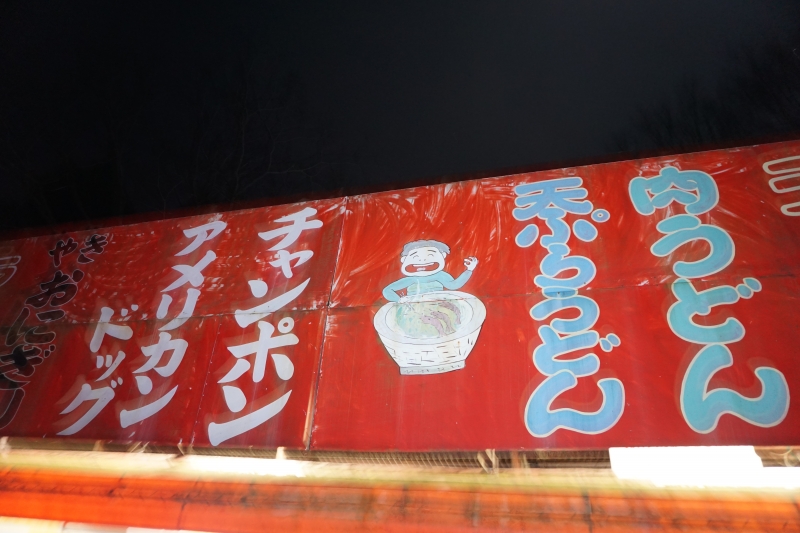 肉うどん
天ぷらうどん
チャンポン
アメリカン
ドッグ
やき
おにぎり